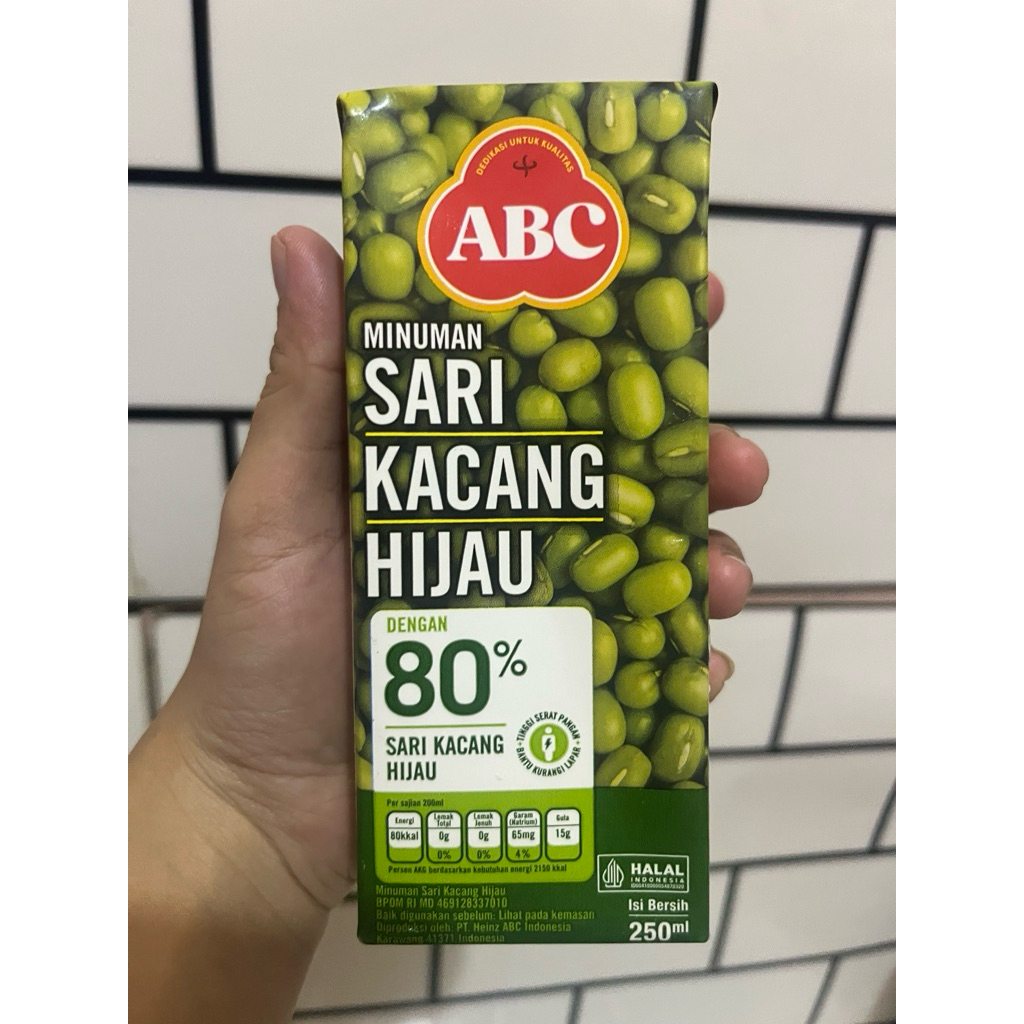 DEDIKASI UNTUK KUALITAS
ABC
MINUMAN
SARI
KACANG
HIJAU
DENGAN
80%
SARI KACANG
HIJAU
TINGGI SERAT PANGAN
BANTU KURANGI LAPAR
Per sajian 200ml
Energi Lemak Total Lemak Jenuh Garam (Natrium) Gula
80kkal 0g 0g 65mg 15g
0% 0% 4%
Persen AKG berdasarkan kebutuhan energi 2150 kkal
HALAL
INDONESIA
Minuman Sari Kacang Hijau
BPOM RI MD 469128337010
Isi Bersih
Baik digunakan sebelum: Lihat pada kemasan
Diproduksi oleh: PT. Heinz ABC Indonesia
250ml
Karawang 41371 Indonesia